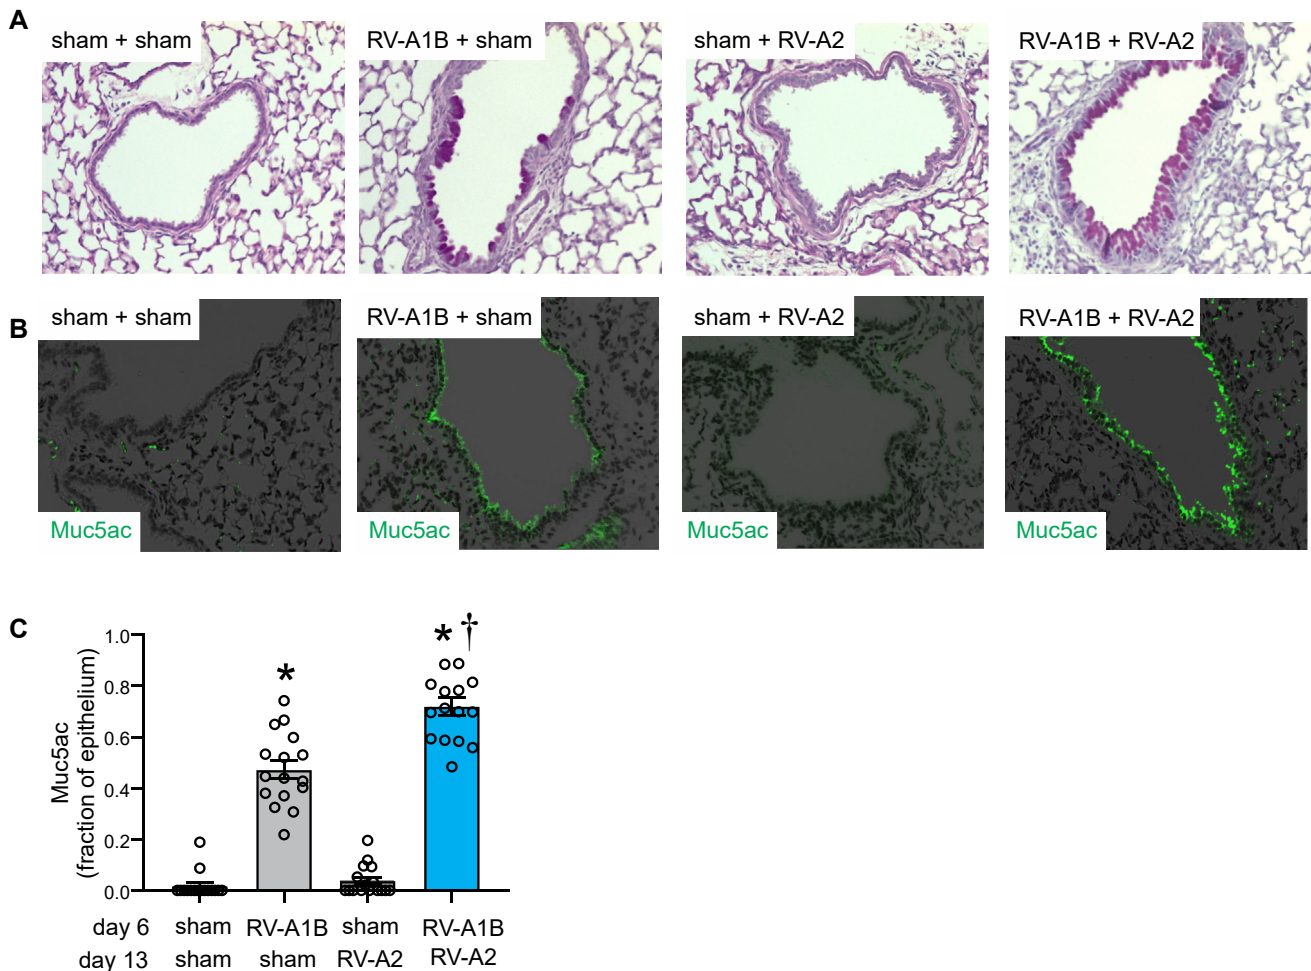 A
sham + sham
RV-A1B + sham
sham + RV-A2
RV-A1B + RV-A2
B
sham + sham
RV-A1B + sham
sham + RV-A2
RV-A1B + RV-A2
Muc5ac
Muc5ac
Muc5ac
Muc5ac
C
Muc5ac
(fraction of epithelium)
1.0
0.8
0.6
0.4
0.2
0.0
*
* †
day 6 sham RV-A1B sham RV-A1B
day 13 sham sham RV-A2 RV-A2